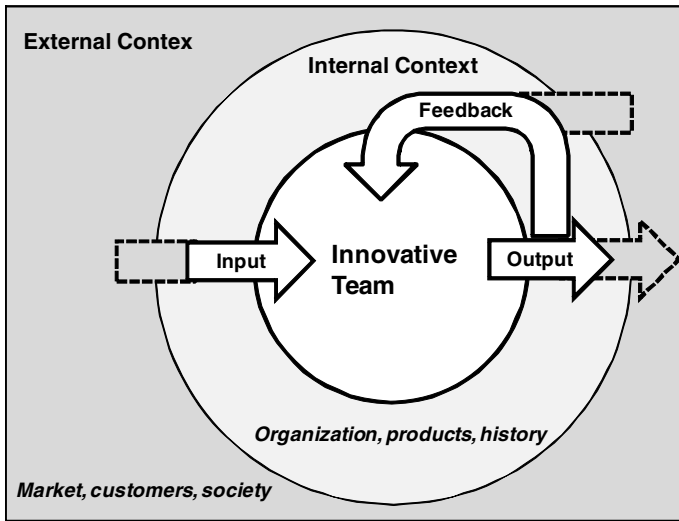 External Contex
Internal Context
Feedback
Input
Innovative
Team
Output
Organization, products, history
Market, customers, society